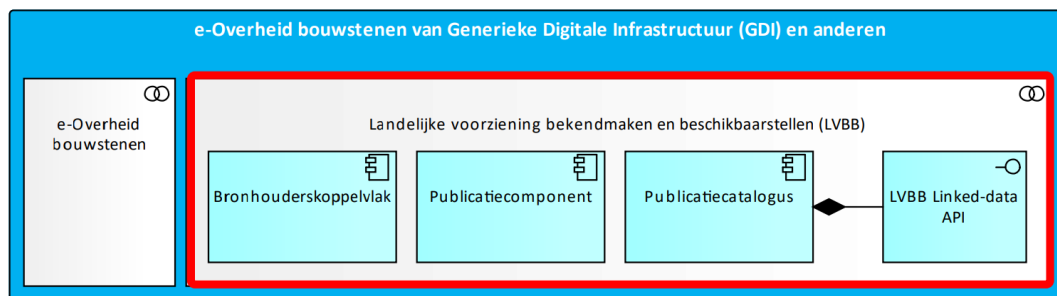 e-Overheid bouwstenen van Generieke Digitale Infrastructuur (GDI) en anderen
e-Overheid
bouwstenen
Landelijke voorziening bekendmaken en beschikbaarstellen (LVBB)
Bronhouderskoppelvlak
Publicatiecomponent
Publicatiecatalogus
LVBB Linked-data
API